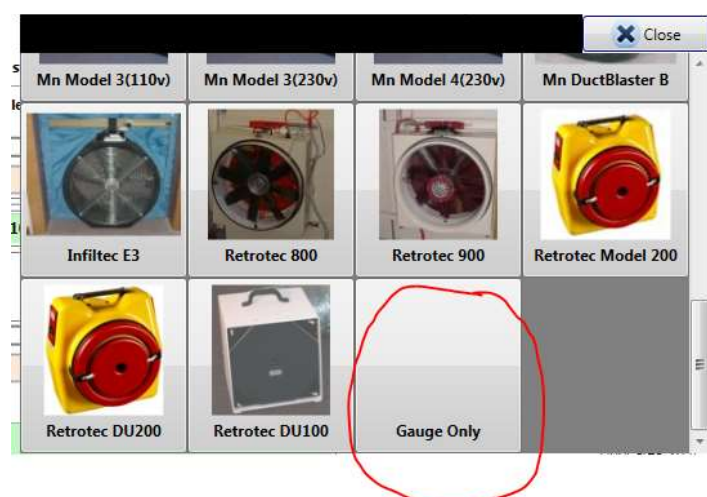 Close
Mn Model 3(110v)
Mn Model 3(230v)
Mn Model 4(230v)
Mn DuctBlaster B
Infiltec E3
Retrotec 800
Retrotec 900
Retrotec Model 200
Retrotec DU200
Retrotec DU100
Gauge Only